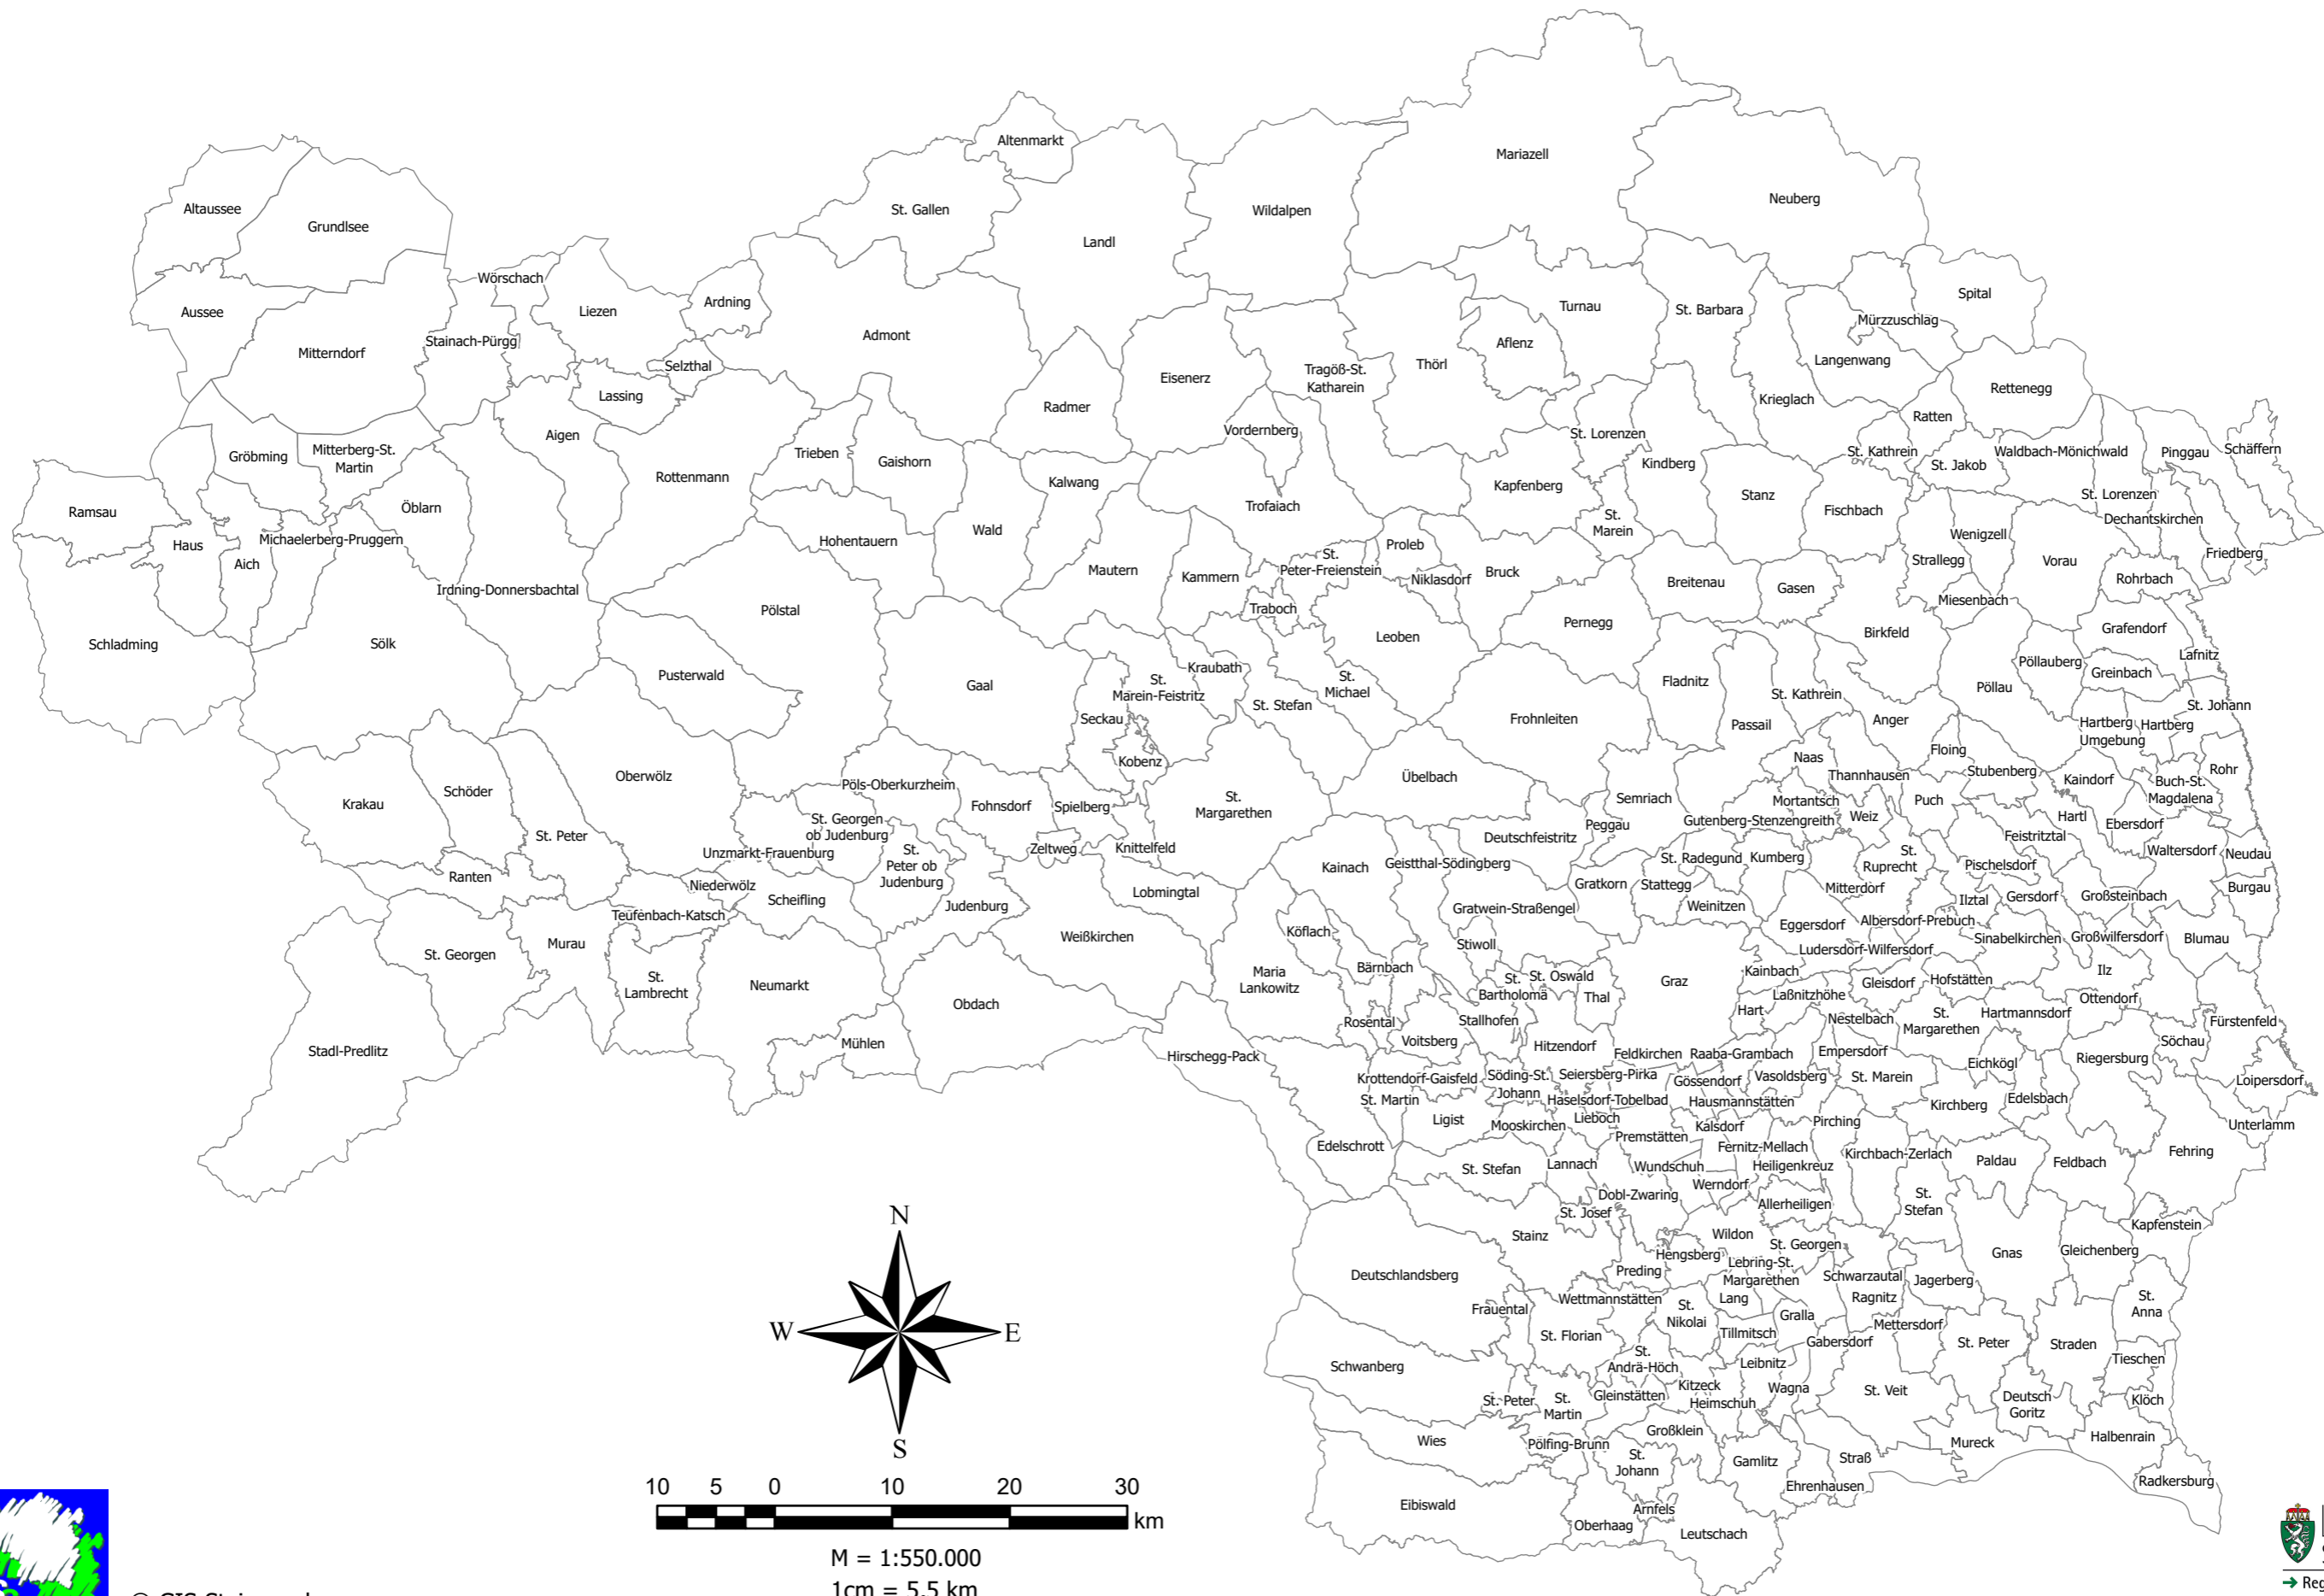 Altenmarkt
Mariazell
Altaussee
St. Gallen
Wildalpen
Neuberg
Grundlsee
Landl
Wörschach
Ardning
Spital
Aussee
Liezen
Turnau
St. Barbara
Mürzzuschlag
Admont
Stainach-Pürgg
Aflenz
Mitterndorf
Selzthal
Thörl
Langenwang
Tragöß-St.
Katharein
Eisenerz
Rettenegg
Lassing
Krieglach
Radmer
Ratten
Vordernberg
Aigen
St. Lorenzen
Mitterberg-St.
Martin
Gröbming
Trieben
Gaishorn
Kindberg
St. Kathrein
St. Jakob
Waldbach-Mönichwald
Pinggau
Schäffern
Rottenmann
Kalwang
Kapfenberg
Stanz
St. Lorenzen
Öblarn
Trofaiach
Fischbach
Ramsau
Dechantskirchen
St.
Marein
Wald
Wenigzell
Haus
Michaelerberg-Pruggern
Hohentauern
Proleb
Friedberg
Aich
St.
Peter-Freienstein
Mautern
Kammern
Niklasdorf
Bruck
Strallegg
Vorau
Rohrbach
Irdning-Donnersbachtal
Breitenau
Gasen
Miesenbach
Pölstal
Traboch
Pernegg
Birkfeld
Grafendorf
Schladming
Sölk
Leoben
Lafnitz
Pusterwald
Kraubath
Pöllauberg
Greinbach
Gaal
St.
Marein-Feistritz
St.
Michael
Fladnitz
St. Kathrein
Pöllau
St. Stefan
Seckau
Frohnleiten
Passail
Anger
St. Johann
Hartberg
Umgebung
Hartberg
Floing
Kobenz
Naas
Oberwölz
Übelbach
Thannhausen
Stubenberg
Kaindorf
Rohr
Pöls-Oberkurzheim
Buch-St.
Magdalena
Schöder
Krakau
Fohnsdorf
Spielberg
St.
Margarethen
Semriach
Mortantsch
Puch
Weiz
Hartl
St. Georgen
ob Judenburg
Peggau
Gutenberg-Stenzengreith
Ebersdorf
St. Peter
Deutschfeistritz
Feistritztal
Unzmarkt-Frauenburg
Zeltweg
Knittelfeld
Waltersdorf
Neudau
St.
Peter ob
Judenburg
Kainach
Geistthal-Södingberg
St. Radegund
Kumberg
St.
Ruprecht
Pischelsdorf
Ranten
Niederwölz
Scheifling
Lobmingtal
Gratkorn
Stattegg
Mitterdorf
Burgau
Ilztal
Gersdorf
Großsteinbach
Judenburg
Weinitzen
Teufenbach-Katsch
Gratwein-Straßengel
Albersdorf-Prebuch
Eggersdorf
Köflach
Weißkirchen
Sinabelkirchen
Großwilfersdorf
Blumau
Murau
Stiwoll
Ludersdorf-Wilfersdorf
St. Georgen
Bärnbach
Maria
Lankowitz
St.
Bartholomä
St. Oswald
Kainbach
Ilz
St.
Lambrecht
Neumarkt
Graz
Gleisdorf
Hofstätten
Thal
Laßnitzhöhe
Ottendorf
Obdach
Hart
Rosental
Stallhofen
Nestelbach
St.
Margarethen
Hartmannsdorf
Fürstenfeld
Mühlen
Voitsberg
Hitzendorf
Söchau
Stadl-Predlitz
Hirschegg-Pack
Feldkirchen
Raaba-Grambach
Empersdorf
Eichkögl
Riegersburg
Krottendorf-Gaisfeld
Söding-St.
Johann
Seiersberg-Pirka
Gössendorf
Vasoldsberg
St. Marein
Loipersdorf
St. Martin
Haselsdorf-Tobelbad
Hausmannstätten
Edelsbach
Kirchberg
Ligist
Mooskirchen
Lieboch
Kalsdorf
Pirching
Unterlamm
Edelschrott
Premstätten
Fernitz-Mellach
Kirchbach-Zerlach
Paldau
Feldbach
Fehring
St. Stefan
Lannach
Wundschuh
Heiligenkreuz
Werndorf
Dobl-Zwaring
Allerheiligen
St.
Stefan
St. Josef
Kapfenstein
Stainz
Wildon
St. Georgen
Gnas
Gleichenberg
Hengsberg
Lebring-St.
Margarethen
Deutschlandsberg
Preding
Schwarzautal
Jagerberg
Wettmannstätten
Lang
Ragnitz
St.
Anna
Frauental
St.
Nikolai
Gralla
Mettersdorf
St. Florian
Tillmitsch
Gabersdorf
St. Peter
Straden
St.
Andrä-Höch
Leibnitz
Tieschen
Schwanberg
Kitzeck
Wagna
St. Veit
Gleinstätten
Heimschuh
Deutsch
Goritz
Klöch
St. Peter
St.
Martin
Großklein
Wies
Pölfing-Brunn
Mureck
Halbenrain
St.
Johann
Gamlitz
Straß
Ehrenhausen
Radkersburg
Eibiswald
Arnfels
Oberhaag
Leutschach
N
W
E
S
10 5 0 10 20 30
km
M = 1:550.000
1cm = 5,5 km
→ Reg